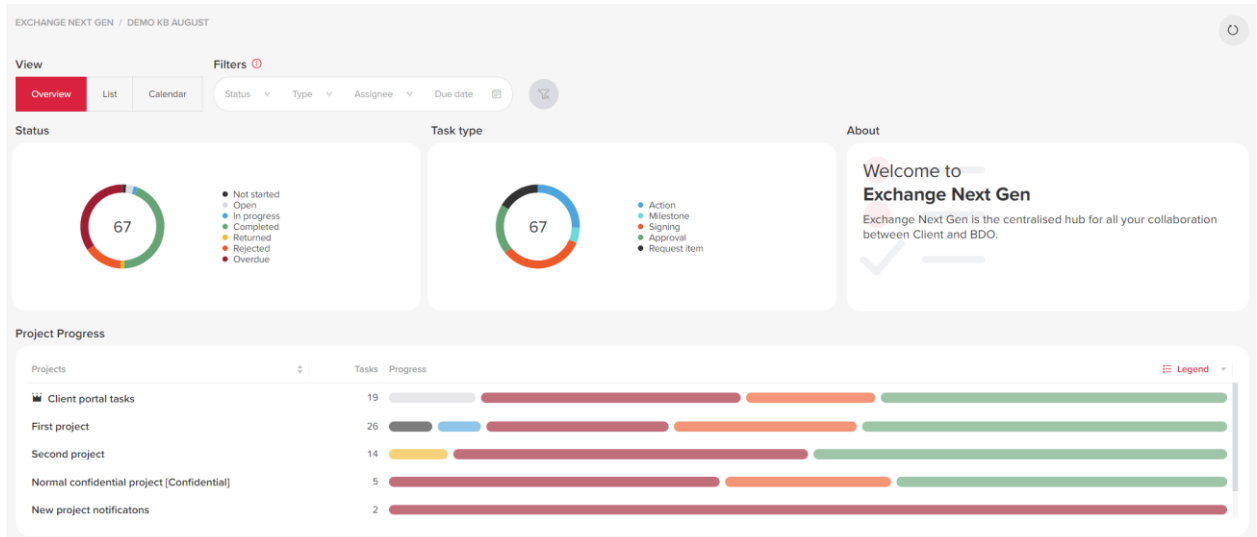 EXCHANGE NEXT GEN / DEMO KB AUGUST
View
Filters
Overview
List
Calendar
Status
Type
Assignee
Due date
Status
67
Not started
Open
In progress
Completed
Returned
Rejected
Overdue
Task type
67
Action
Milestone
Signing
Approval
Request item
About
Welcome to
Exchange Next Gen
Exchange Next Gen is the centralised hub for all your collaboration
between Client and BDO.
Project Progress
Projects Tasks Progress Legend
Client portal tasks 19
First project 26
Second project 14
Normal confidential project [Confidential] 5
New project notificatons 2